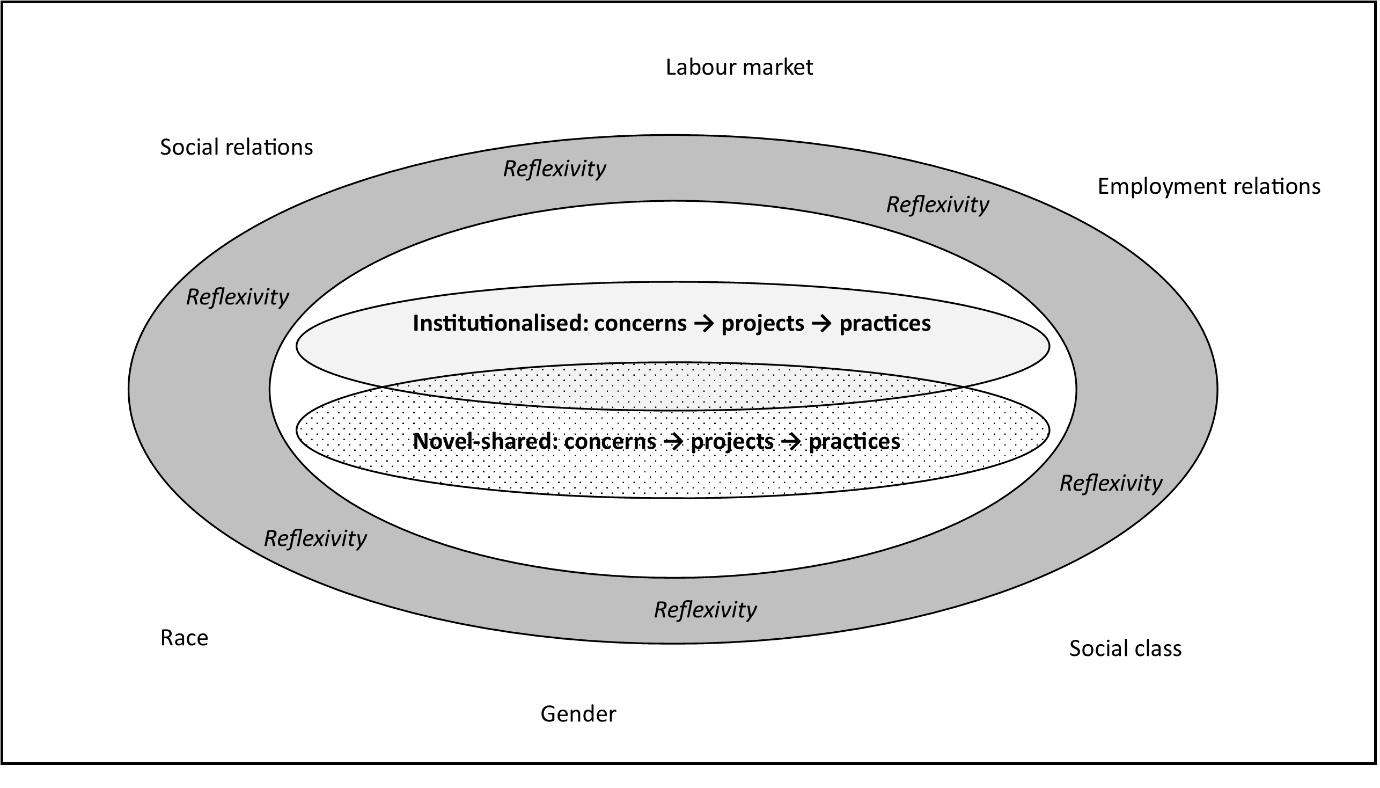 Labour market
Social relations
Reflexivity
Employment relations
Reflexivity
Reflexivity
Institutionalised: concerns → projects → practices
Novel-shared: concerns → projects → practices
Reflexivity
Reflexivity
Reflexivity
Race
Social class
Gender